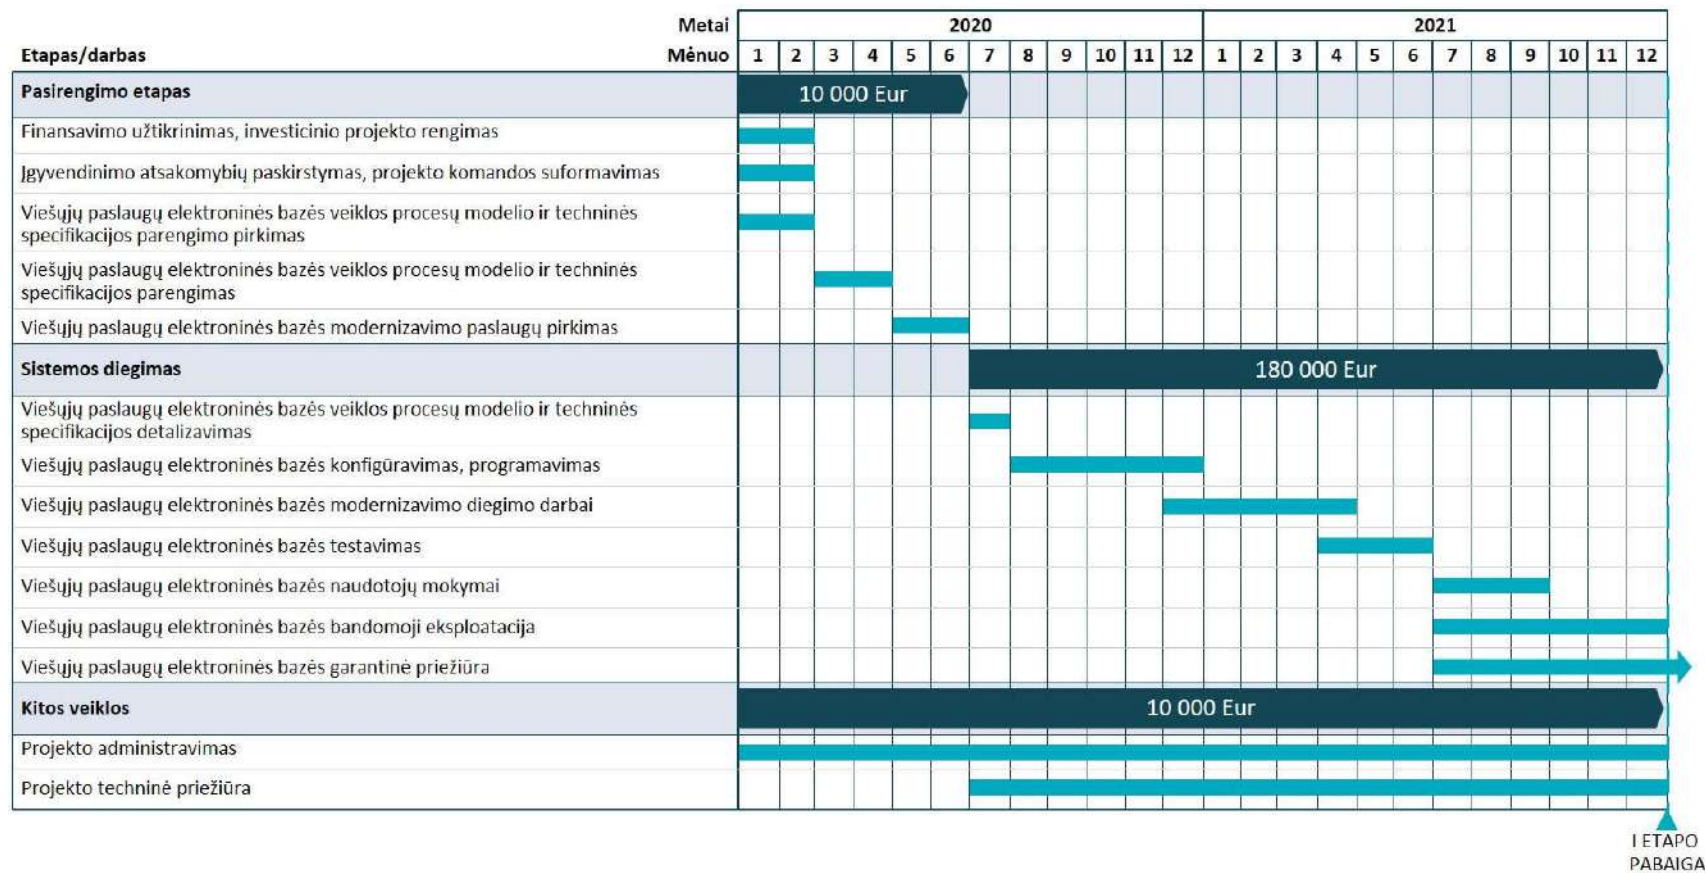 Metai 2020 2021
Etapas/darbas Mėnuo 1 2 3 4 5 6 7 8 9 10 11 12 1 2 3 4 5 6 7 8 9 10 11 12
Pasirengimo etapas 10 000 Eur
Finansavimo užtikrinimas, investicinio projekto rengimas
Įgyvendinimo atsakomybių paskirstymas, projekto komandos suformavimas
Viešųjų paslaugų elektroninės bazės veiklos procesų modelio ir techninės
specifikacijos parengimo pirkimas
Viešųjų paslaugų elektroninės bazės veiklos procesų modelio ir techninės
specifikacijos parengimas
Viešųjų paslaugų elektroninės bazės modernizavimo paslaugų pirkimas
Sistemos diegimas 180 000 Eur
Viešųjų paslaugų elektroninės bazės veiklos procesų modelio ir techninės
specifikacijos detalizavimas
Viešųjų paslaugų elektroninės bazės konfigūravimas, programavimas
Viešųjų paslaugų elektroninės bazės modernizavimo diegimo darbai
Viešųjų paslaugų elektroninės bazės testavimas
Viešųjų paslaugų elektroninės bazės naudotojų mokymai
Viešųjų paslaugų elektroninės bazės bandomoji eksploatacija
Viešųjų paslaugų elektroninės bazės garantinė priežiūra
Kitos veiklos 10 000 Eur
Projekto administravimas
Projekto techninė priežiūra
I ETAPO
PABAIGA